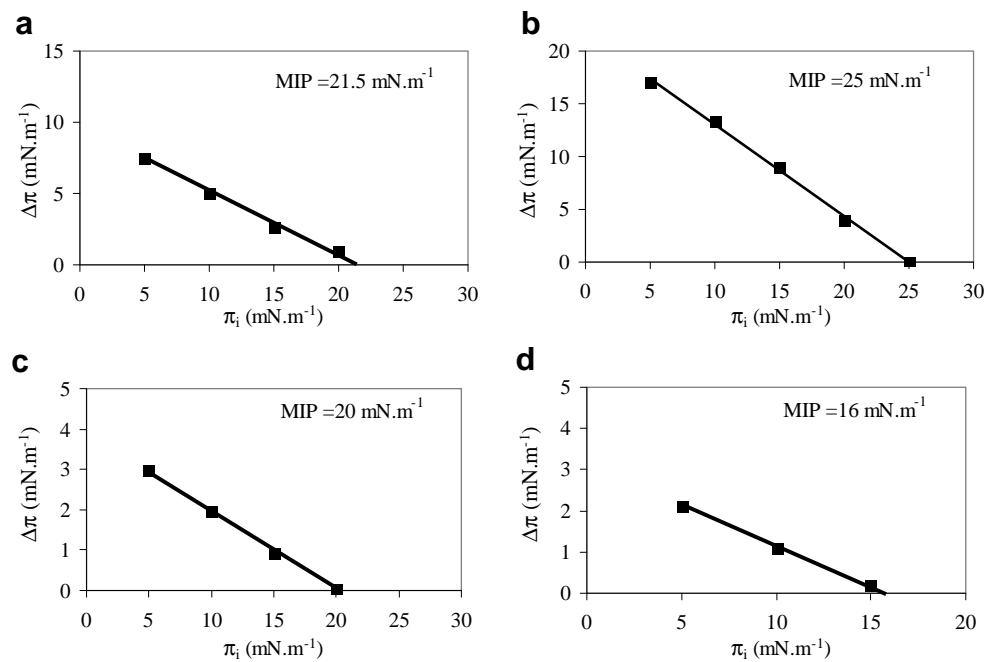 a
15
10
5
0
Δπ (mN.m⁻¹)
MIP =21.5 mN.m⁻¹
0 5 10 15 20 25 30
πᵢ (mN.m⁻¹)
b
20
15
10
5
0
Δπ (mN.m⁻¹)
MIP =25 mN.m⁻¹
0 5 10 15 20 25 30
πᵢ (mN.m⁻¹)
c
5
4
3
2
1
0
Δπ (mN.m⁻¹)
MIP =20 mN.m⁻¹
0 5 10 15 20 25 30
πᵢ (mN.m⁻¹)
d
5
4
3
2
1
0
Δπ (mN.m⁻¹)
MIP =16 mN.m⁻¹
0 5 10 15 20
πᵢ (mN.m⁻¹)